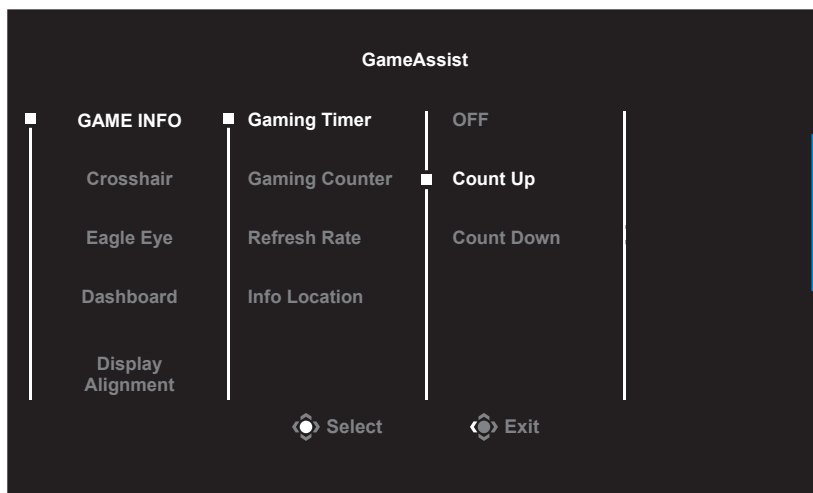 GameAssist
GAME INFO
Gaming Timer
OFF
Crosshair
Gaming Counter
Count Up
Eagle Eye
Refresh Rate
Count Down
Dashboard
Info Location
Display
Alignment
Select
Exit